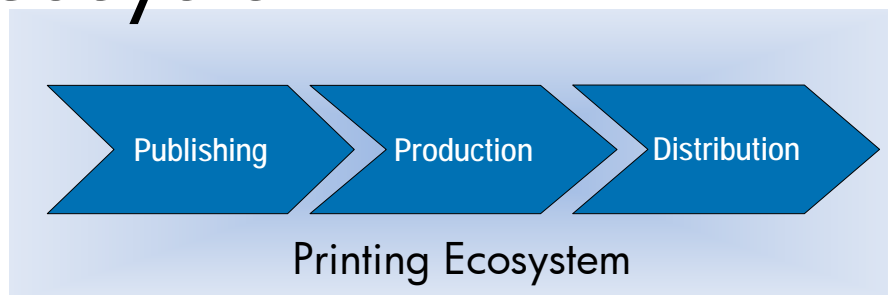 Publishing
Production
Distribution
Printing Ecosystem